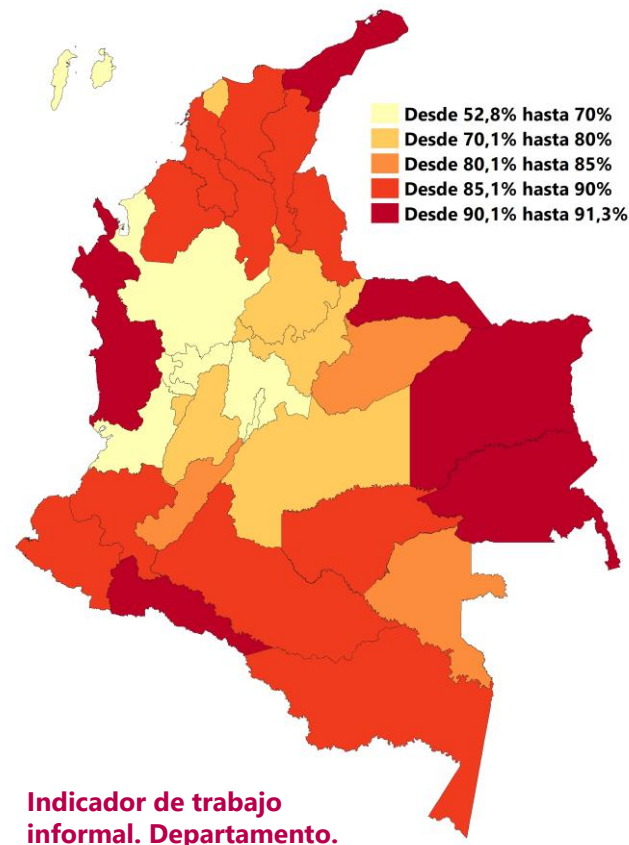 Desde 52,8% hasta 70%
Desde 70,1% hasta 80%
Desde 80,1% hasta 85%
Desde 85,1% hasta 90%
Desde 90,1% hasta 91,3%
Indicador de trabajo
informal. Departamento.